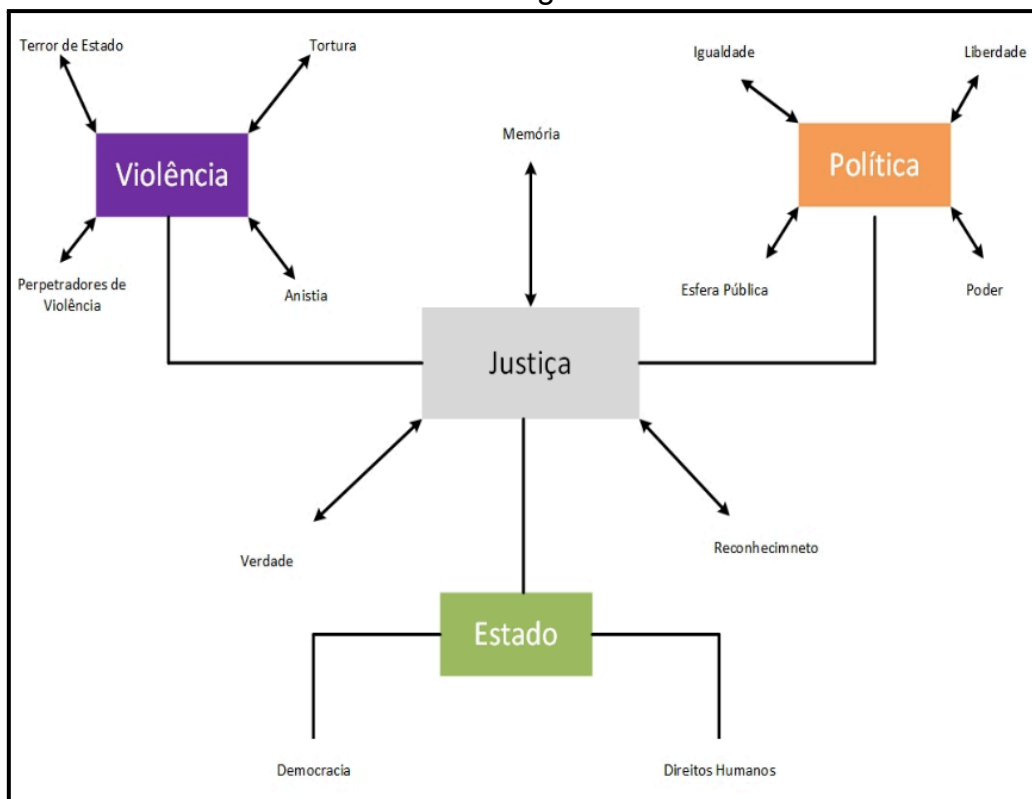 Terror de Estado
Tortura
Igualdade
Liberdade
Memória
Violência
Política
Perpetradores de
Violência
Anistia
Esfera Pública
Poder
Justiça
Verdade
Reconhecimneto
Estado
Democracia
Direitos Humanos